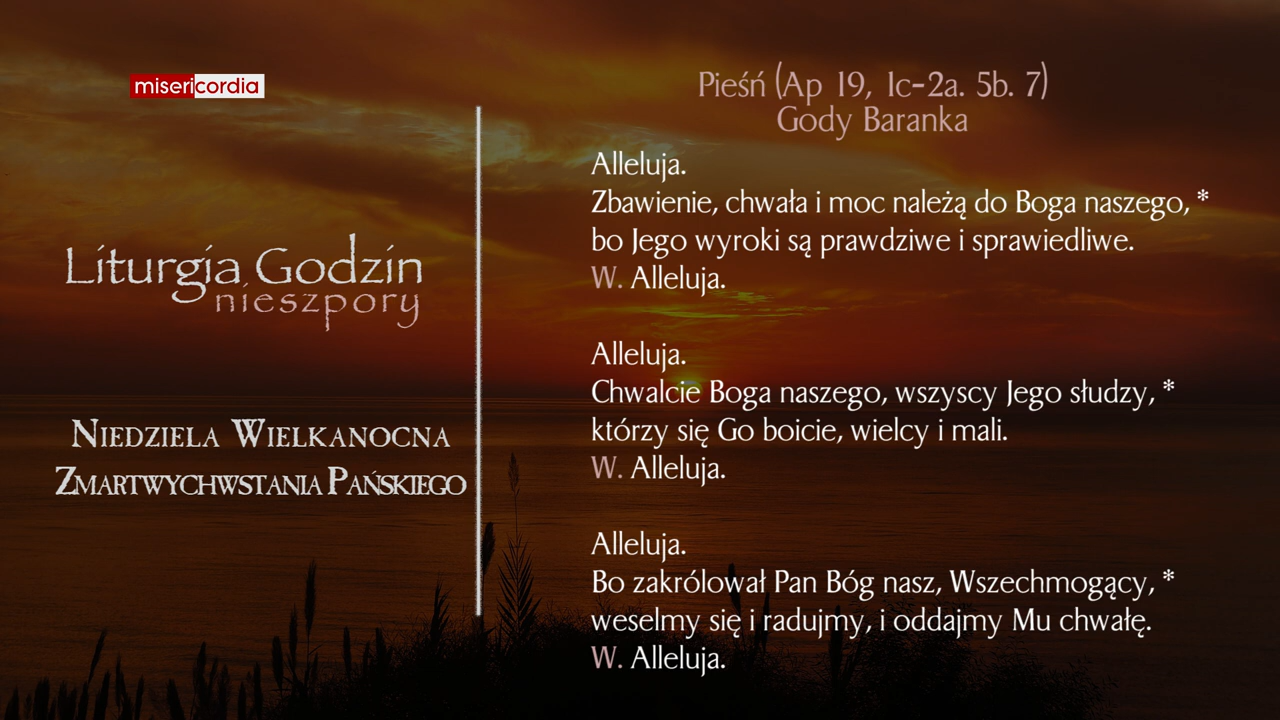 misericordia
Liturgia Godzin
nieszpory
Niedziela Wielkanocna
Zmartwychwstania Pańskiego
Pieśń (Ap 19, 1c-2a. 5b. 7)
Gody Baranka
Alleluja.
Zbawienie, chwała i moc należą do Boga naszego, *
bo Jego wyroki są prawdziwe i sprawiedliwe.
W. Alleluja.
Alleluja.
Chwalcie Boga naszego, wszyscy Jego słudzy, *
którzy się Go boicie, wielcy i mali.
W. Alleluja.
Alleluja.
Bo zakrólował Pan Bóg nasz, Wszechmogący, *
weselmy się i radujmy, i oddajmy Mu chwałę.
W. Alleluja.